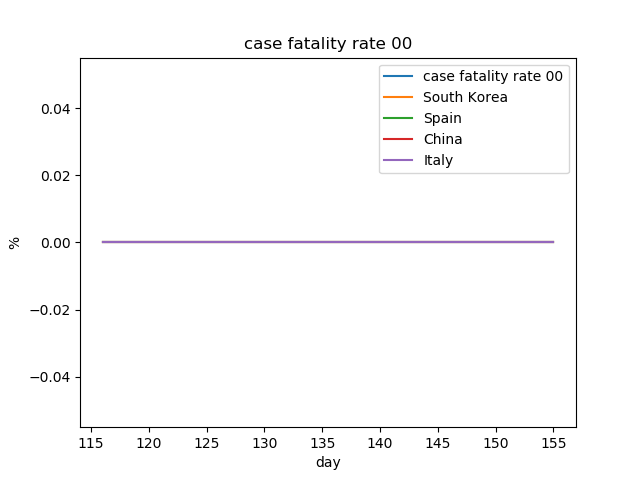 case fatality rate 00
case fatality rate 00
South Korea
Spain
China
Italy
0.04
0.02
0.00
−0.02
−0.04
%
115 120 125 130 135 140 145 150 155
day